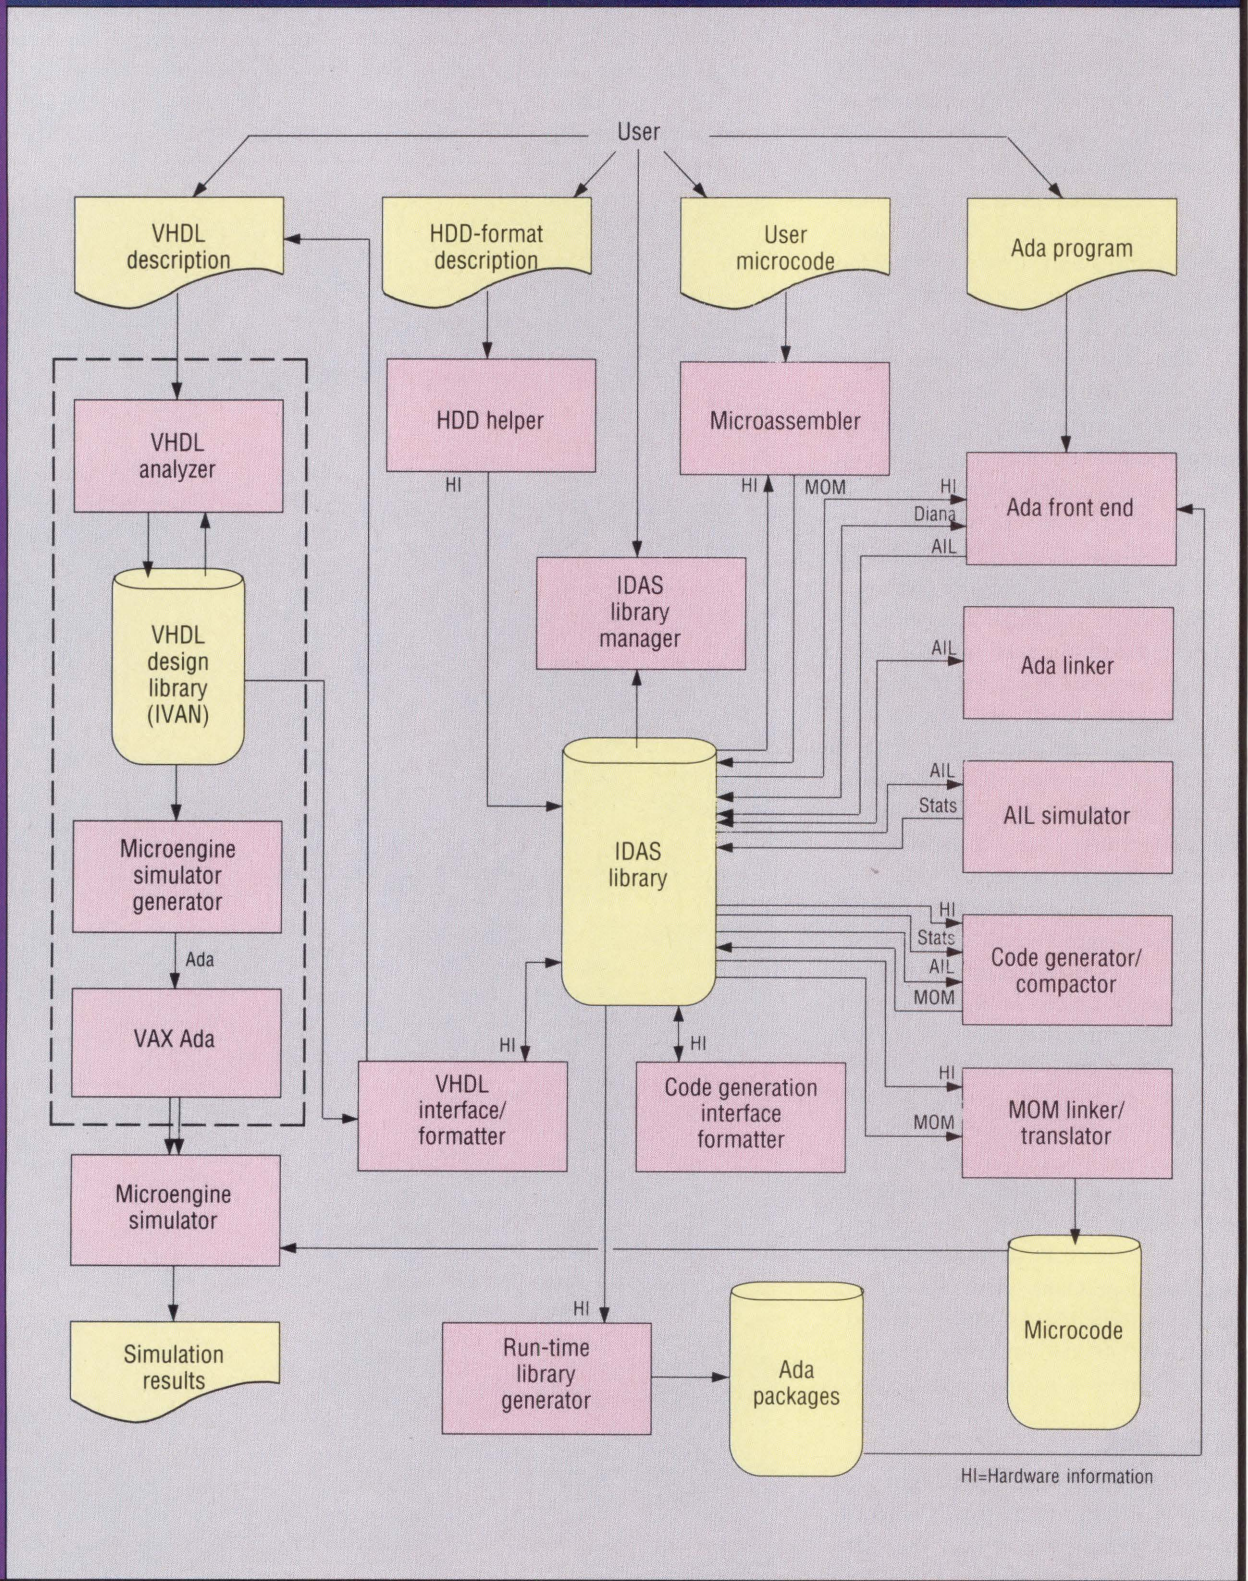 User
VHDL
description
HDD-format
description
User
microcode
Ada program
VHDL
analyzer
HDD helper
HI
Microassembler
HI
MOM
HI
Diana
AIL
Ada front end
VHDL
design
library
(IVAN)
IDAS
library
manager
AIL
Ada linker
AIL
Stats
AIL simulator
Microengine
simulator
generator
Ada
VAX Ada
IDAS
library
HI
Stats
AIL
MOM
Code generator/
compactor
HI
VHDL
interface/
formatter
HI
Code generation
interface
formatter
HI
MOM
MOM linker/
translator
Microengine
simulator
Simulation
results
HI
Run-time
library
generator
Ada
packages
Microcode
HI=Hardware information